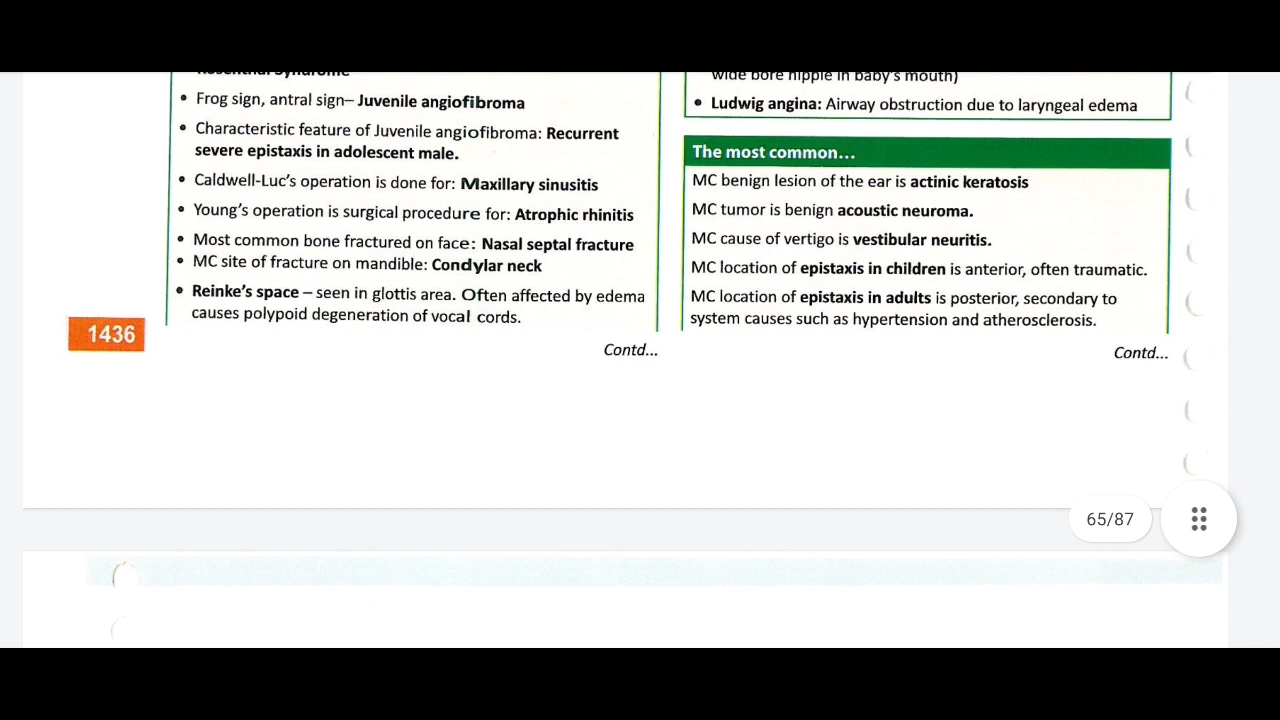 Rosenthal Syndrome
• Frog sign, antral sign– Juvenile angiofibroma
• Characteristic feature of Juvenile angiofibroma: Recurrent
severe epistaxis in adolescent male.
• Caldwell-Luc's operation is done for: Maxillary sinusitis
• Young's operation is surgical procedure for: Atrophic rhinitis
• Most common bone fractured on face: Nasal septal fracture
• MC site of fracture on mandible: Condylar neck
• Reinke's space – seen in glottis area. Often affected by edema
causes polypoid degeneration of vocal cords.
Contd...
1436
wide bore nipple in baby's mouth)
• Ludwig angina: Airway obstruction due to laryngeal edema
The most common...
MC benign lesion of the ear is actinic keratosis
MC tumor is benign acoustic neuroma.
MC cause of vertigo is vestibular neuritis.
MC location of epistaxis in children is anterior, often traumatic.
MC location of epistaxis in adults is posterior, secondary to
system causes such as hypertension and atherosclerosis.
Contd...
65/87